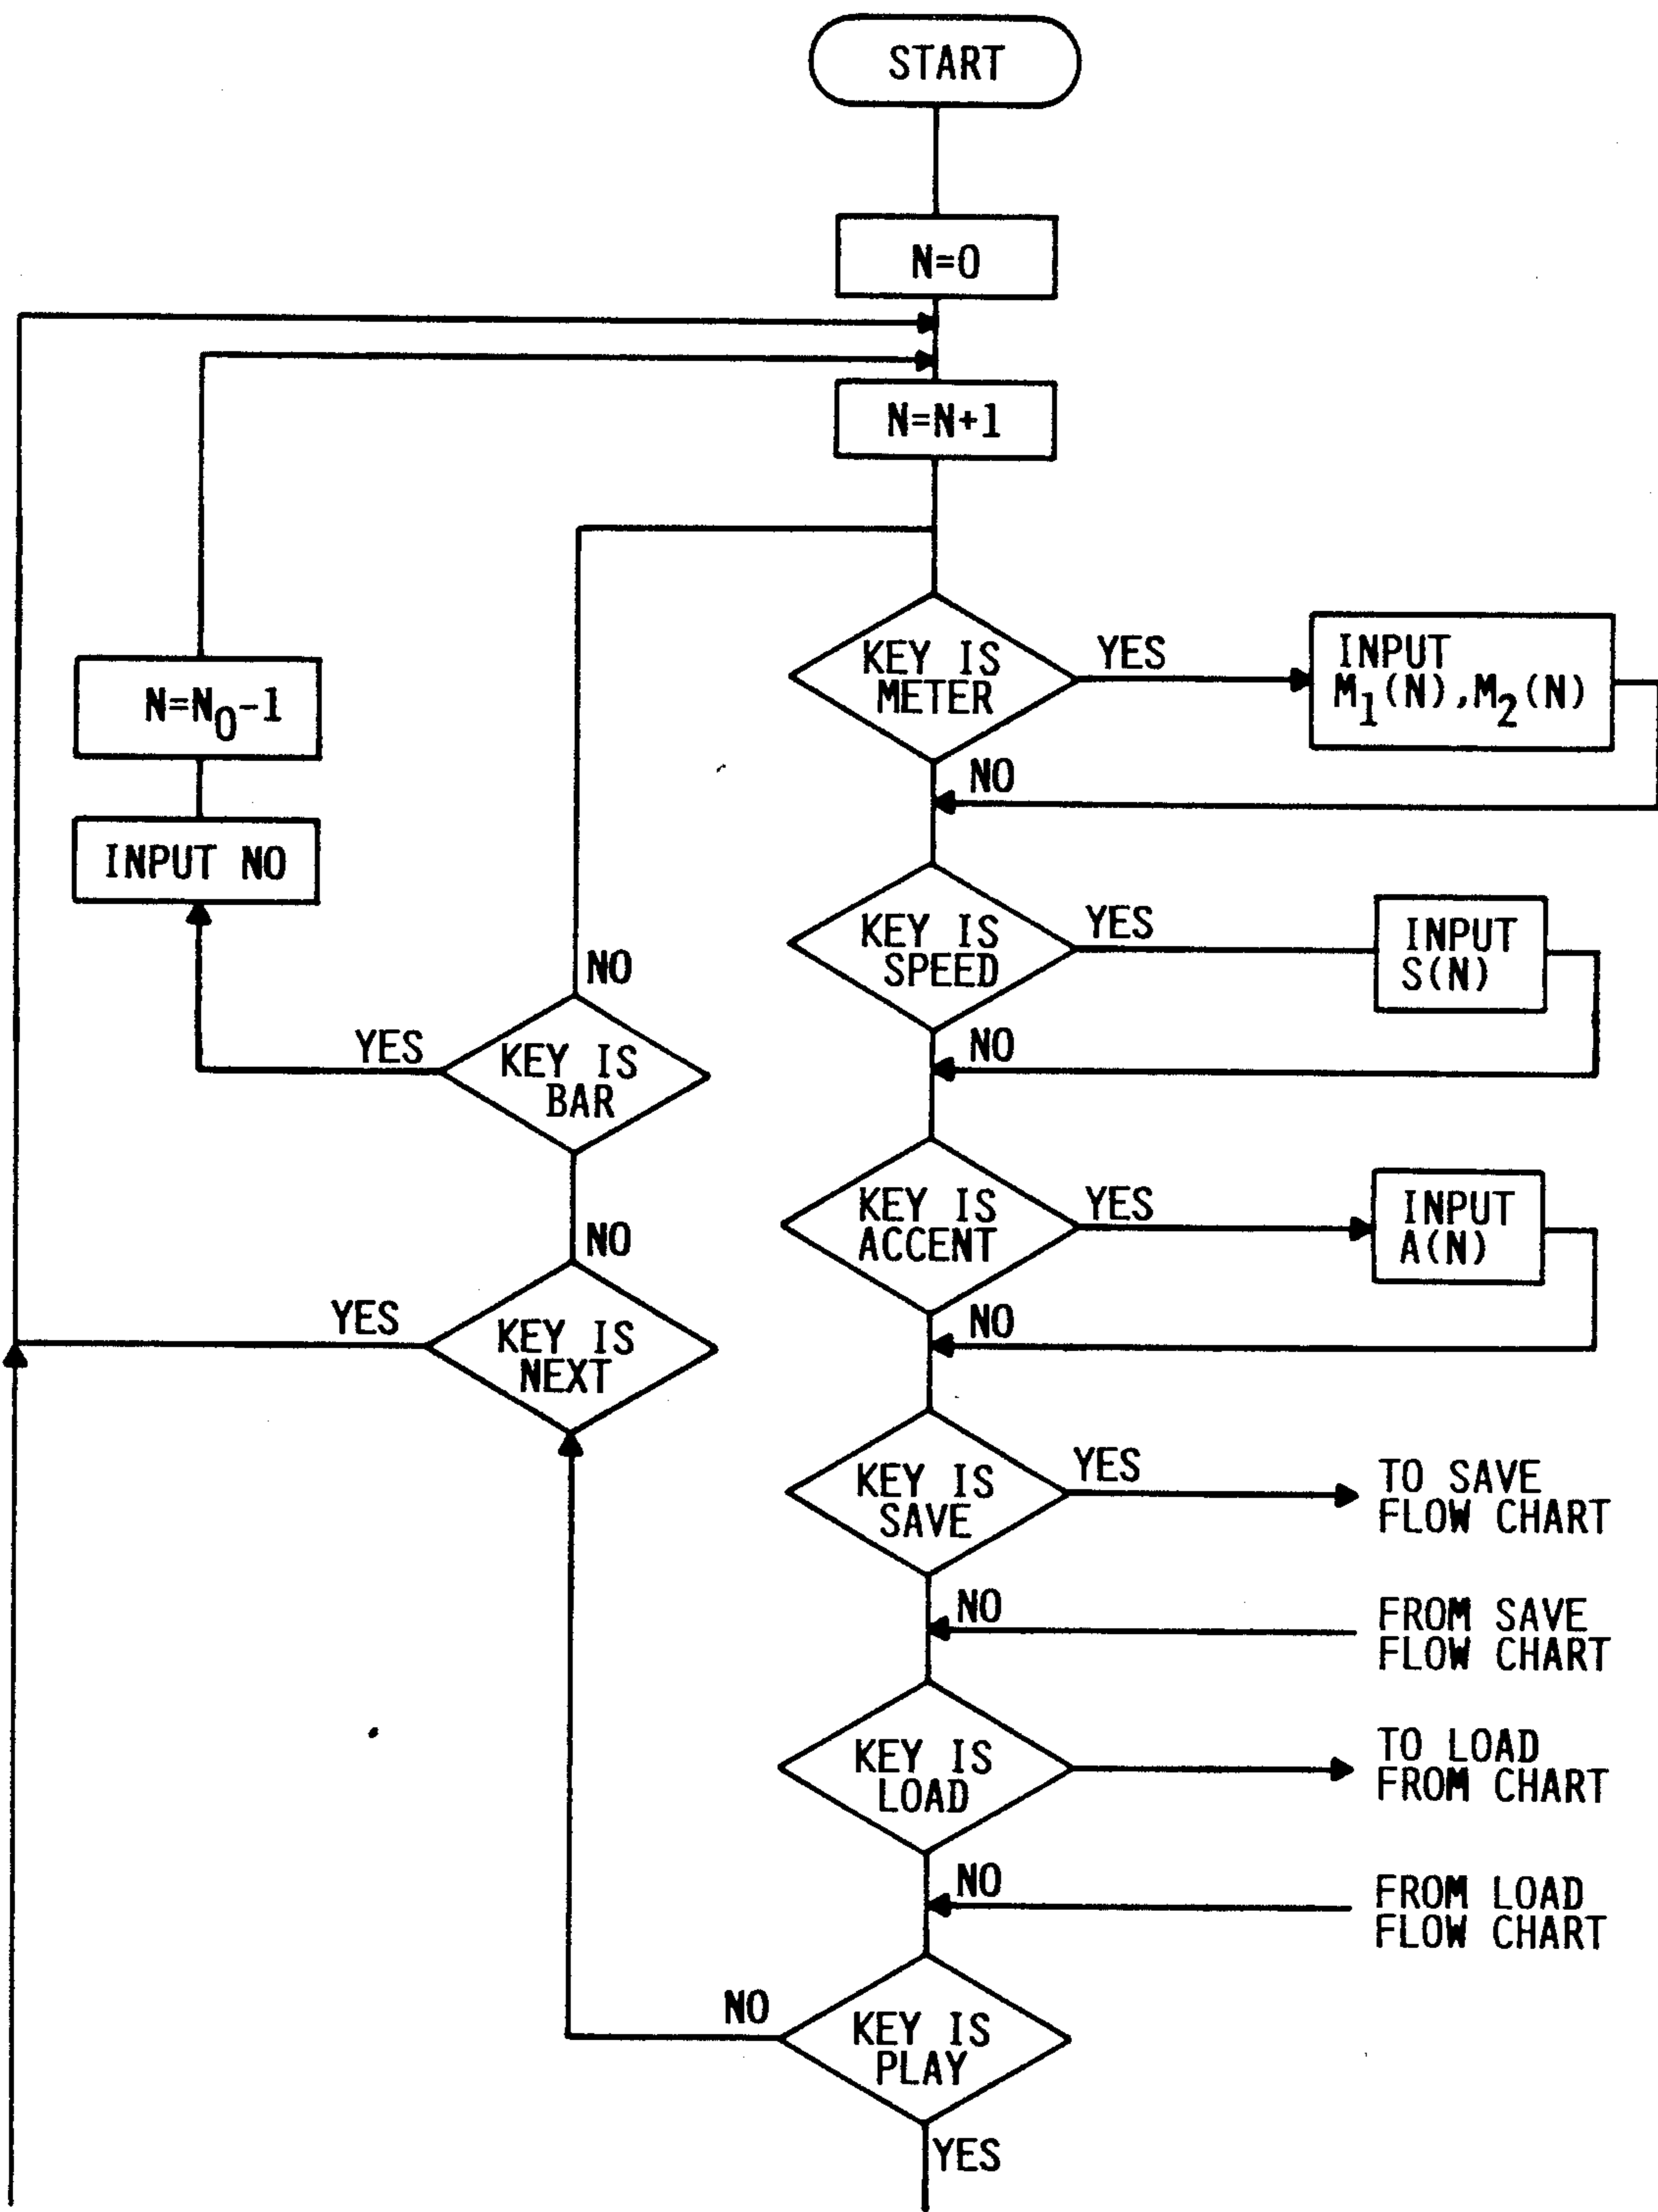 START
N=0
N=N+1
KEY IS
METER
YES
INPUT
M₁(N),M₂(N)
NO
N=N₀-1
INPUT NO
KEY IS
SPEED
YES
INPUT
S(N)
NO
NO
KEY IS
BAR
YES
KEY IS
ACCENT
YES
INPUT
A(N)
NO
NO
KEY IS
NEXT
YES
KEY IS
SAVE
YES
TO SAVE
FLOW CHART
NO
FROM SAVE
FLOW CHART
KEY IS
LOAD
TO LOAD
FROM CHART
NO
FROM LOAD
FLOW CHART
KEY IS
PLAY
NO
YES